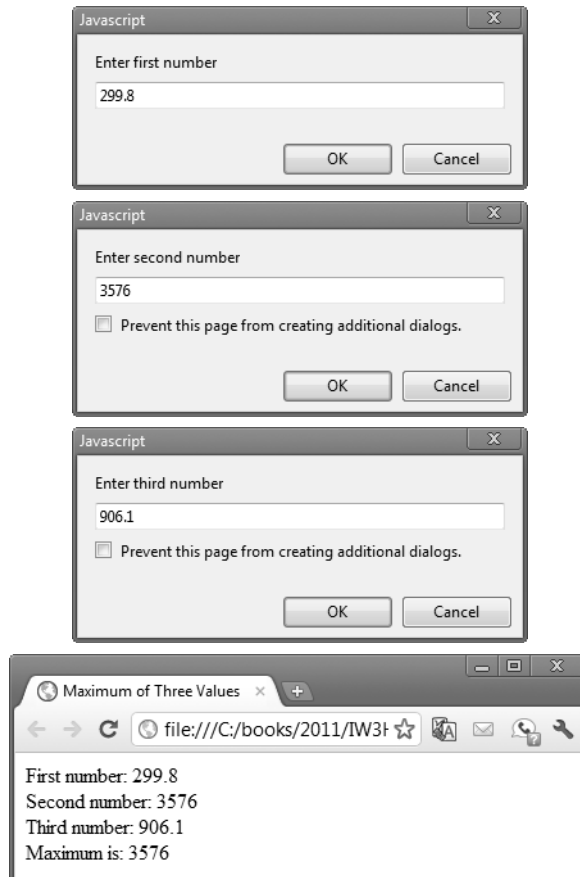 Javascript
Enter first number
299.8
OK Cancel
Javascript
Enter second number
3576
Prevent this page from creating additional dialogs.
OK Cancel
Javascript
Enter third number
906.1
Prevent this page from creating additional dialogs.
OK Cancel
Maximum of Three Values
file:///C:/books/2011/IW3H
First number: 299.8
Second number: 3576
Third number: 906.1
Maximum is: 3576